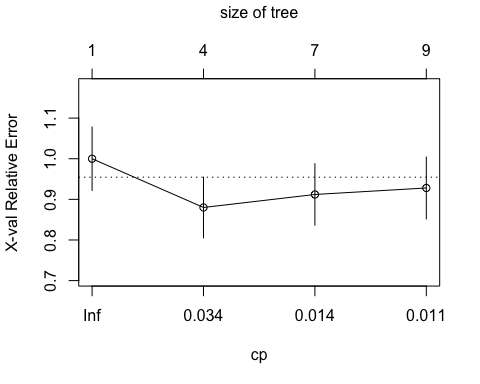 size of tree
1 4 7 9
X-val Relative Error
1.1
1.0
0.9
0.8
0.7
Inf 0.034 0.014 0.011
cp